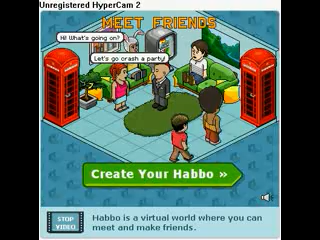 Unregistered HyperCam 2
MEET FRIENDS
Hi! What's going on?
Let's go crash a party!
Create Your Habbo »
STOP
VIDEO
Habbo is a virtual world where you can
meet and make friends.